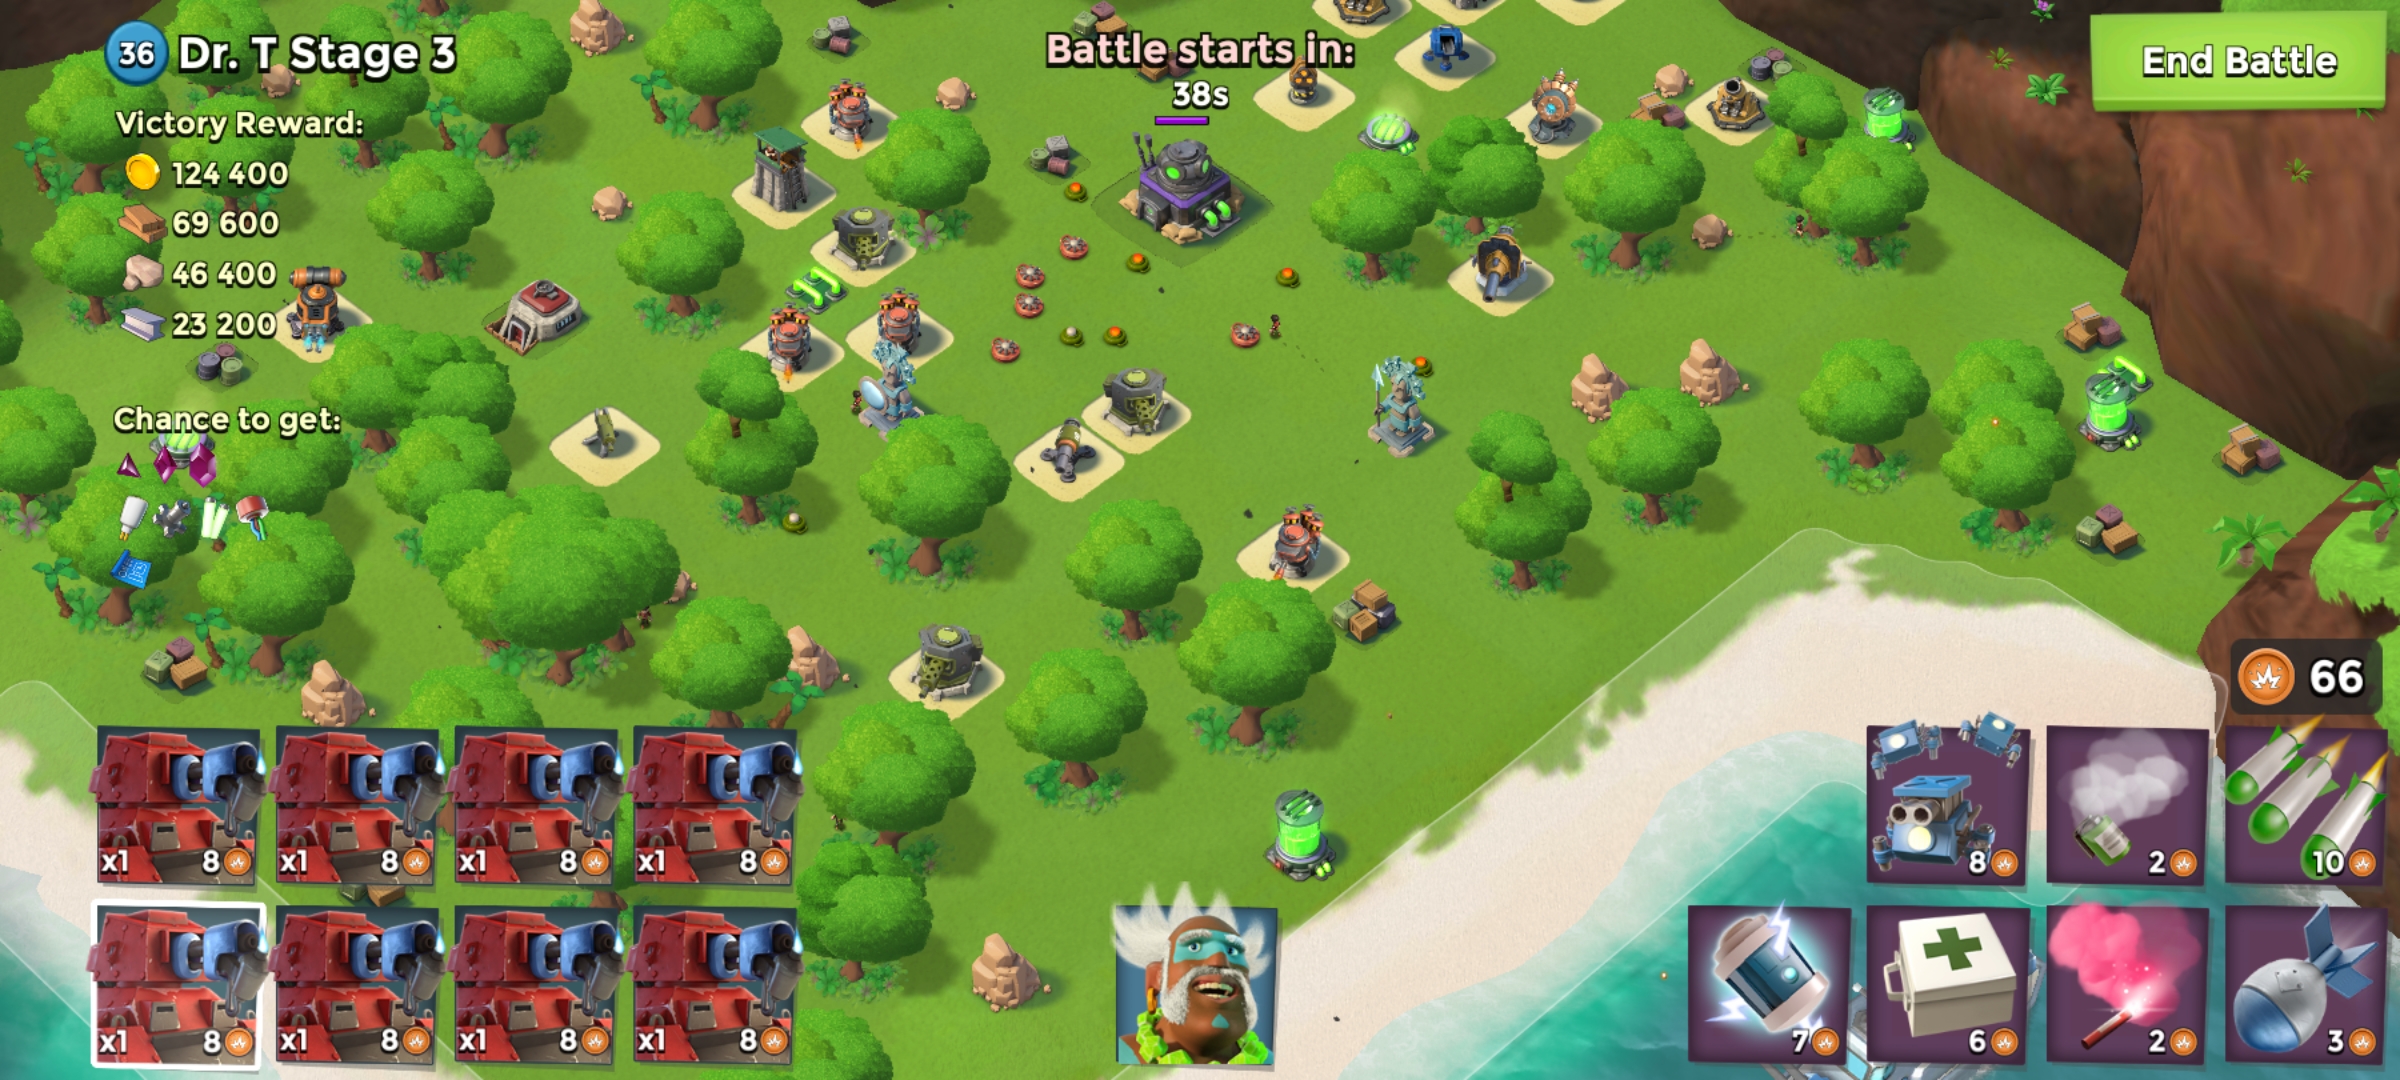 36 Dr. T Stage 3
Battle starts in:
38s
End Battle
Victory Reward:
124 400
69 600
46 400
23 200
Chance to get:
66
x1 8
x1 8
x1 8
x1 8
8
2
10
x1 8
x1 8
x1 8
x1 8
7
6
2
3